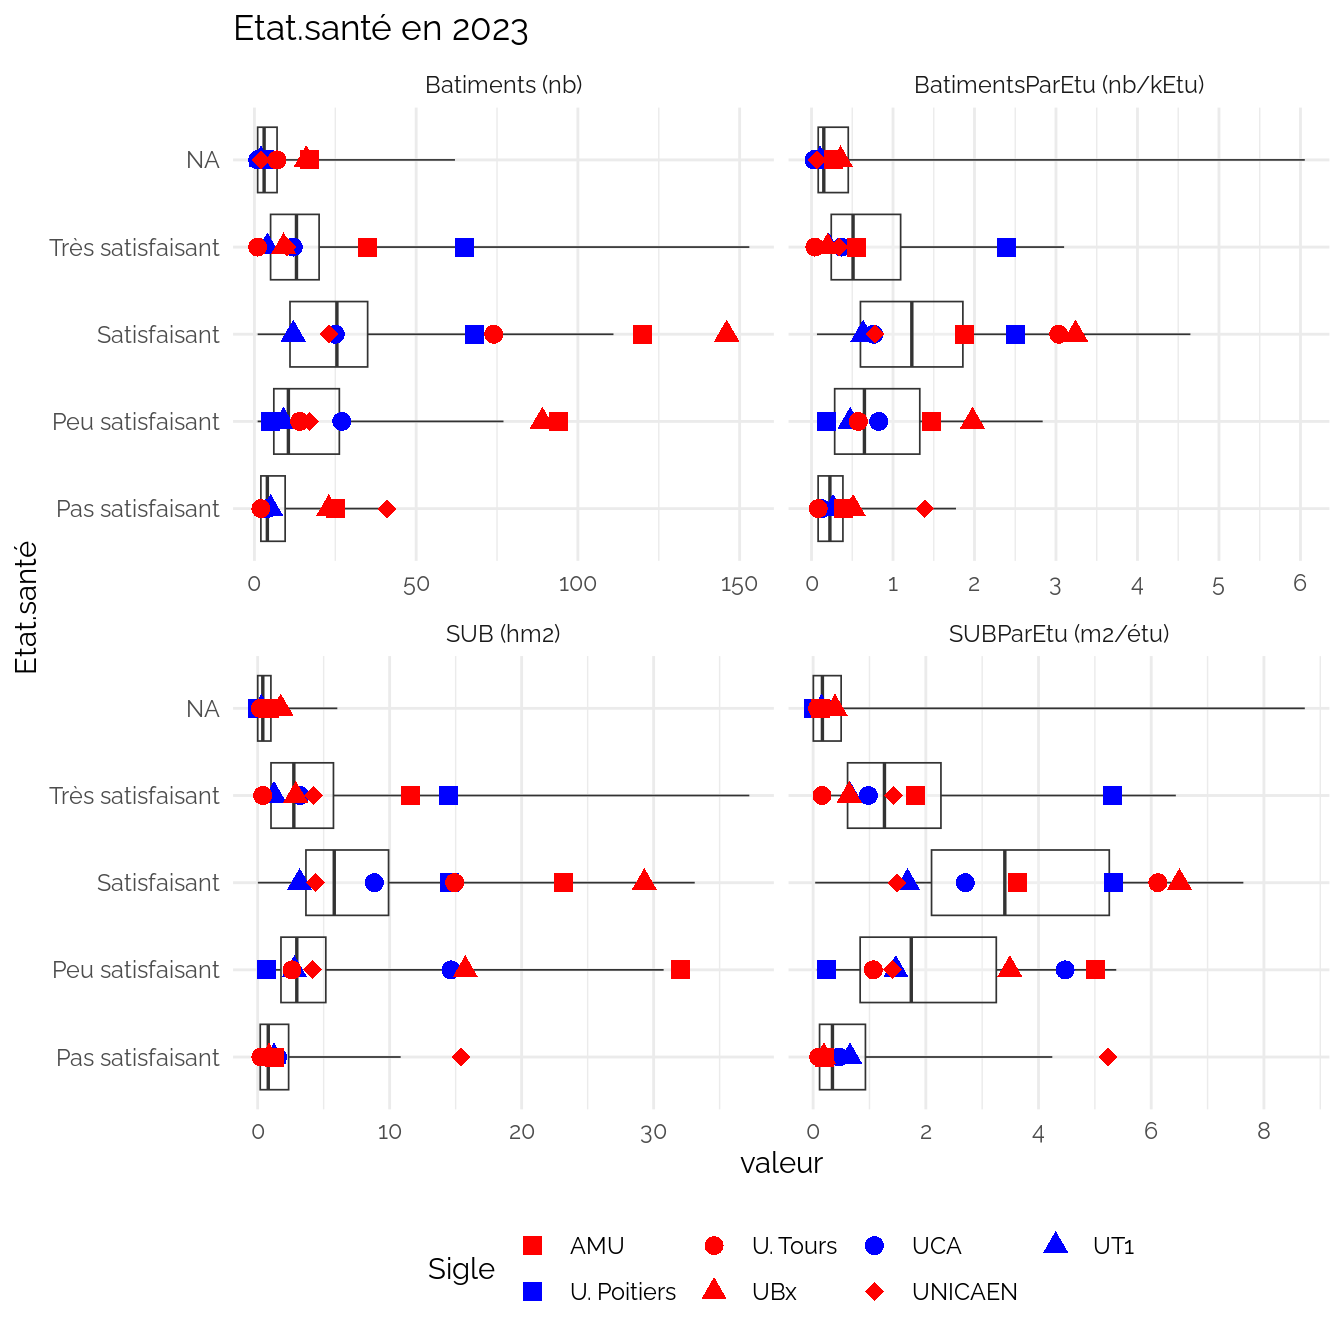 Etat.santé en 2023
Batiments (nb)
BatimentsParEtu (nb/kEtu)
NA
Très satisfaisant
Satisfaisant
Peu satisfaisant
Pas satisfaisant
0 50 100 150
0 1 2 3 4 5 6
Etat.santé
SUB (hm2)
SUBParEtu (m2/étu)
NA
Très satisfaisant
Satisfaisant
Peu satisfaisant
Pas satisfaisant
0 10 20 30
0 2 4 6 8
valeur
Sigle
AMU U. Tours UCA UT1
U. Poitiers UBx UNICAEN